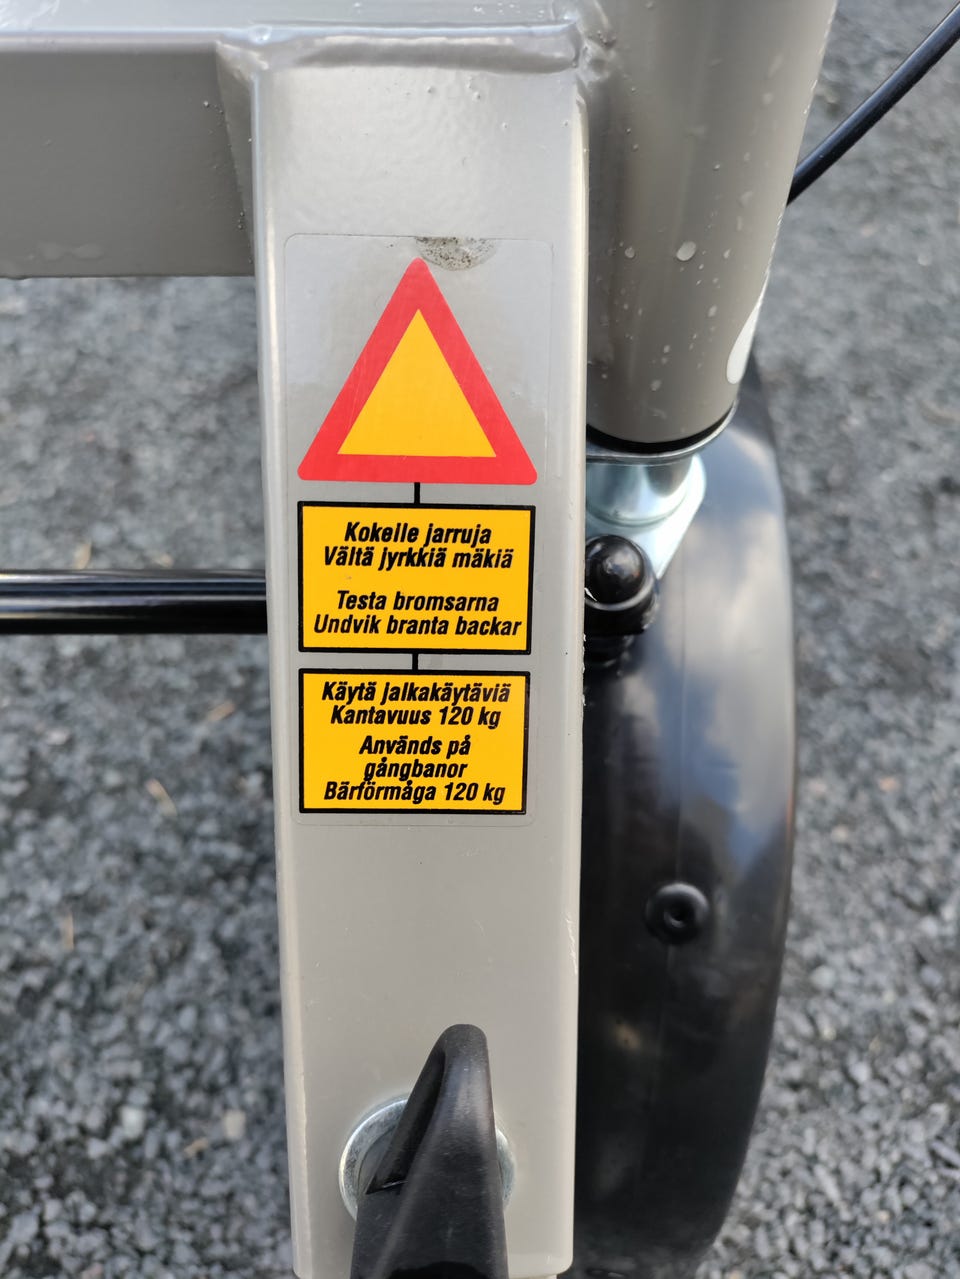 Kokelle jarruja
Vältä jyrkkiä mäkiä
Testa bromsarna
Undvik branta backar
Käytä jalkakäytäviä
Kantavuus 120 kg
Används på
gångbanor
Bärförmåga 120 kg